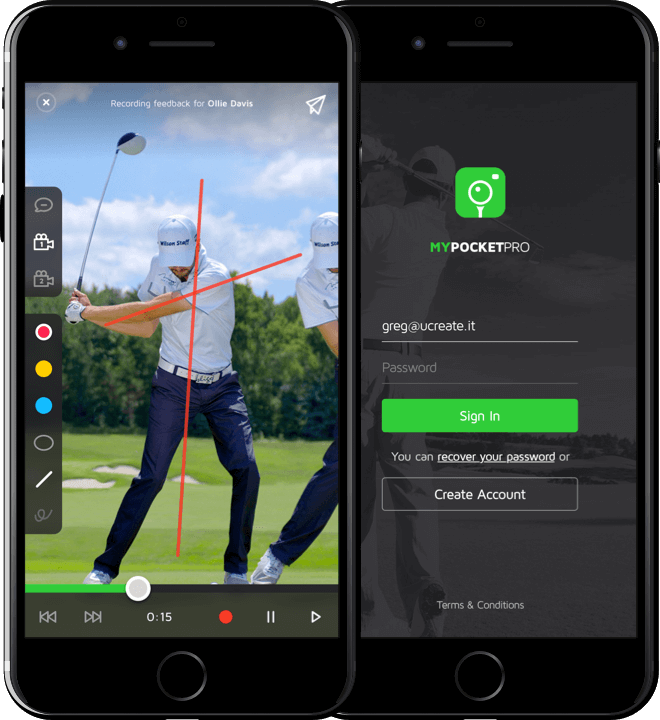 Recording feedback for Ollie Davis
Wilson Staff
Wilson Staff
1
2
0:15
MYPOCKETPRO
greg@ucreate.it
Password
Sign In
You can recover your password or
Create Account
Terms & Conditions